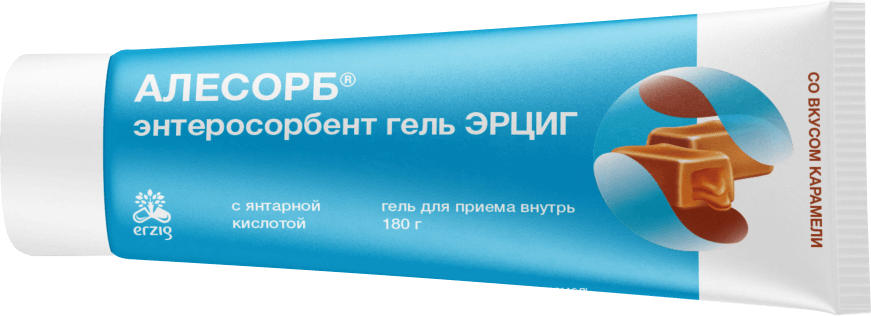 АЛЕСОРБ®
энтеросорбент гель ЭРЦИГ
с янтарной
кислотой
гель для приема внутрь
180 г
erzig
СО ВКУСОМ КАРАМЕЛИ